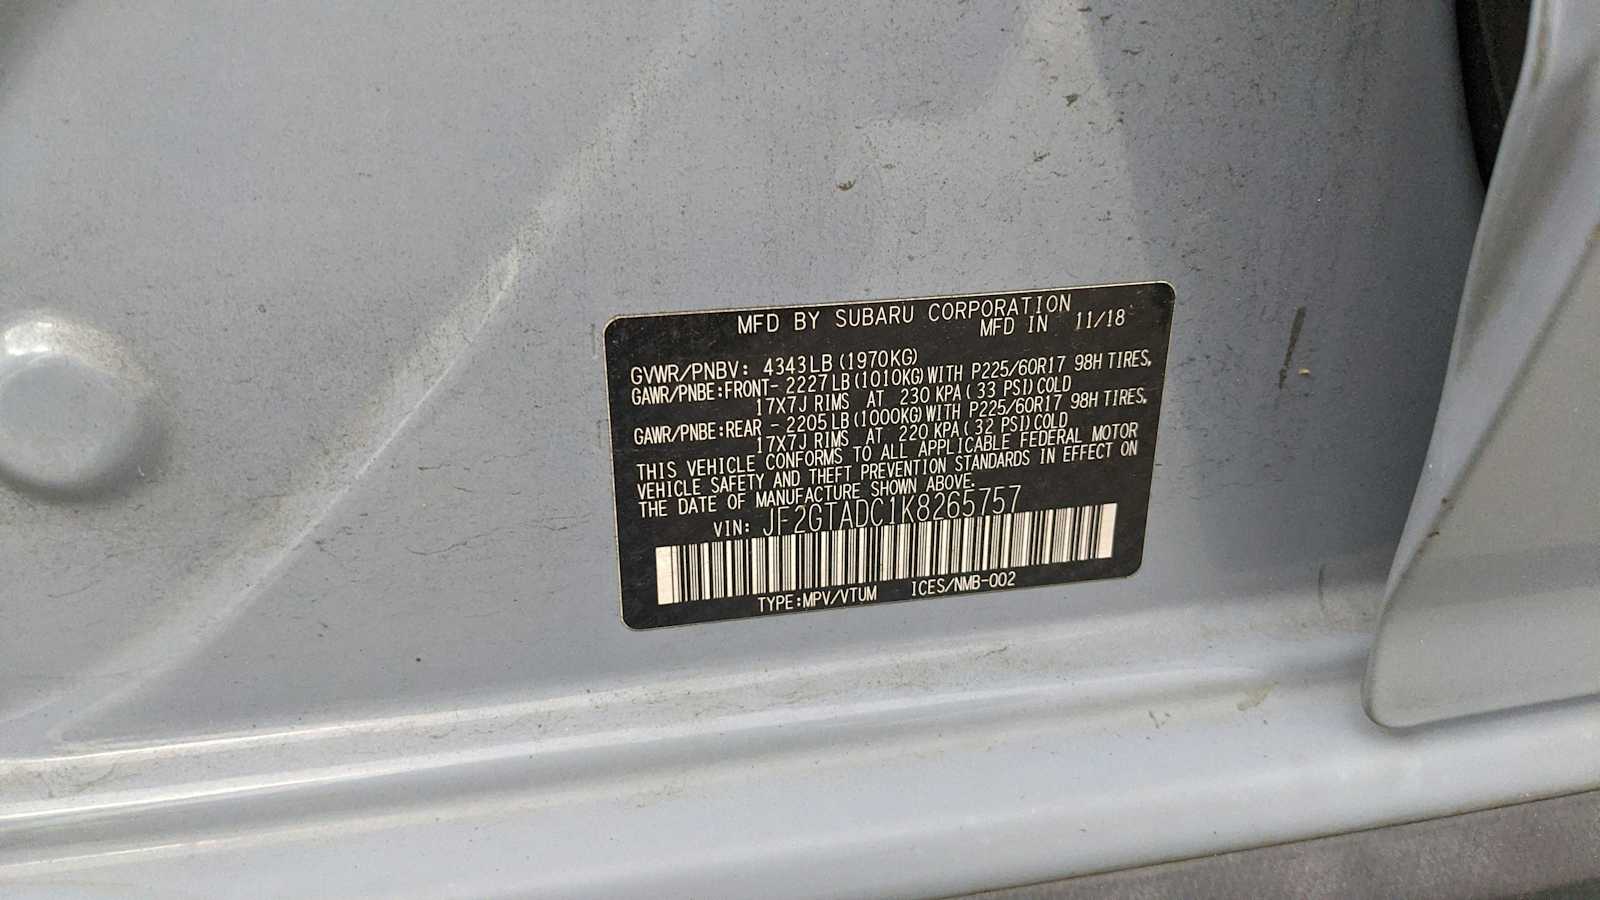 MFD BY SUBARU CORPORATION
MFD IN 11/18
GVWR/PNBV: 4343LB (1970KG)
GAWR/PNBE:FRONT- 2227LB (1010KG) WITH P225/60R17 98H TIRES,
17X7J RIMS AT 230 KPA( 33 PSI) COLD
GAWR/PNBE:REAR - 2205LB (1000KG) WITH P225/60R17 98H TIRES,
17X7J RIMS AT 220 KPA( 32 PSI) COLD
THIS VEHICLE CONFORMS TO ALL APPLICABLE FEDERAL MOTOR
VEHICLE SAFETY AND THEFT PREVENTION STANDARDS IN EFFECT ON
THE DATE OF MANUFACTURE SHOWN ABOVE.
VIN: JF2GTADC1K8265757
TYPE:MPV/VTUM ICES/NMB-002